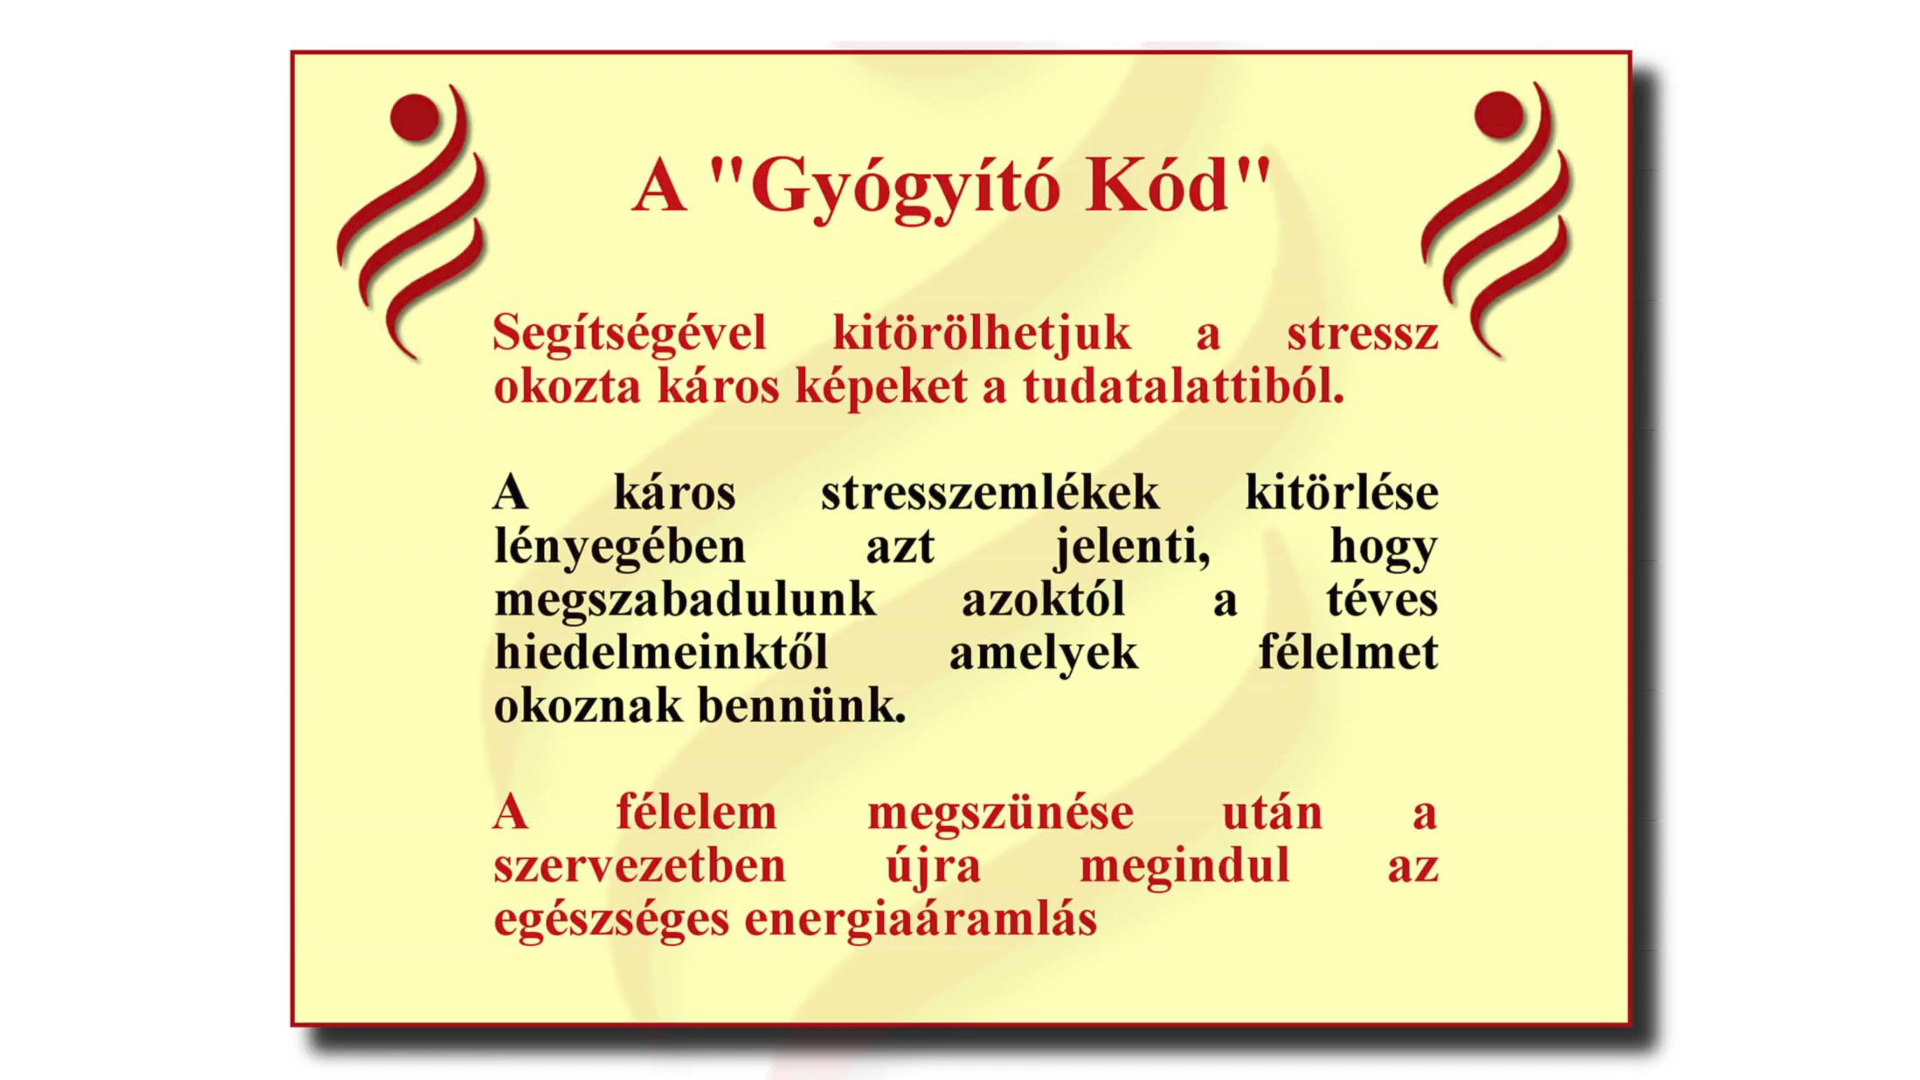 A "Gyógyító Kód"
Segítségével kitörölhetjuk a stressz
okozta káros képeket a tudatalattiból.
A káros stresszemlékek kitörlése
lényegében azt jelenti, hogy
megszabadulunk azoktól a téves
hiedelmeinktől amelyek félelmet
okoznak bennünk.
A félelem megszünése után a
szervezetben újra megindul az
egészséges energiaáramlás